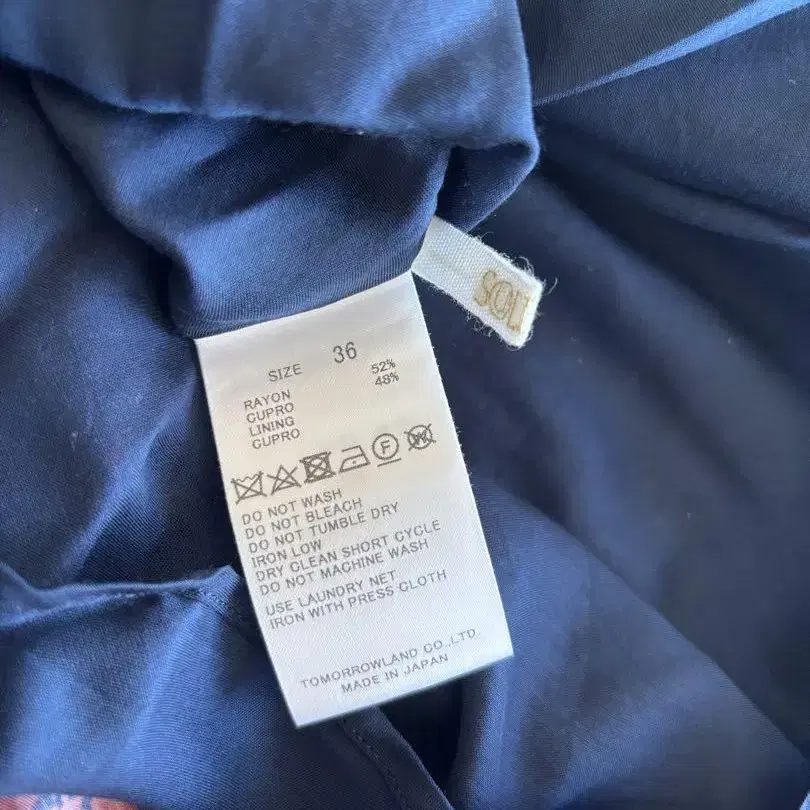 SIZE 36
RAYON 52%
CUPRO 48%
LINING
CUPRO
F
W
DO NOT WASH
DO NOT BLEACH
DO NOT TUMBLE DRY
IRON LOW
DRY CLEAN SHORT CYCLE
DO NOT MACHINE WASH
USE LAUNDRY NET
IRON WITH PRESS CLOTH
TOMORROWLAND CO.,LTD.
MADE IN JAPAN